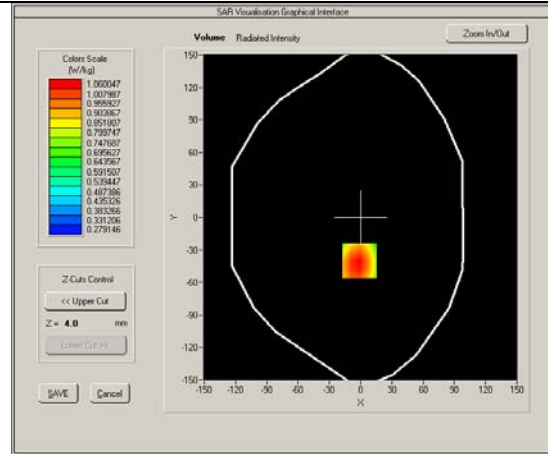 SAR Visualisation Graphical Interface
Volume Radiated Intensity
Zoom In/Out
Colors Scale
(W/kg)
1.060047
1.007987
0.955927
0.903867
0.851807
0.799747
0.747687
0.695627
0.643567
0.591507
0.539447
0.487386
0.435326
0.383266
0.331206
0.279146
Z-Cuts Control
<< Upper Cut
Z = 4.0 mm
Lower Cut >>
SAVE Cancel
150
120
90
60
30
0
-30
-60
-90
-120
-150
Y
-150 -120 -90 -60 -30 0 30 60 90 120 150
X